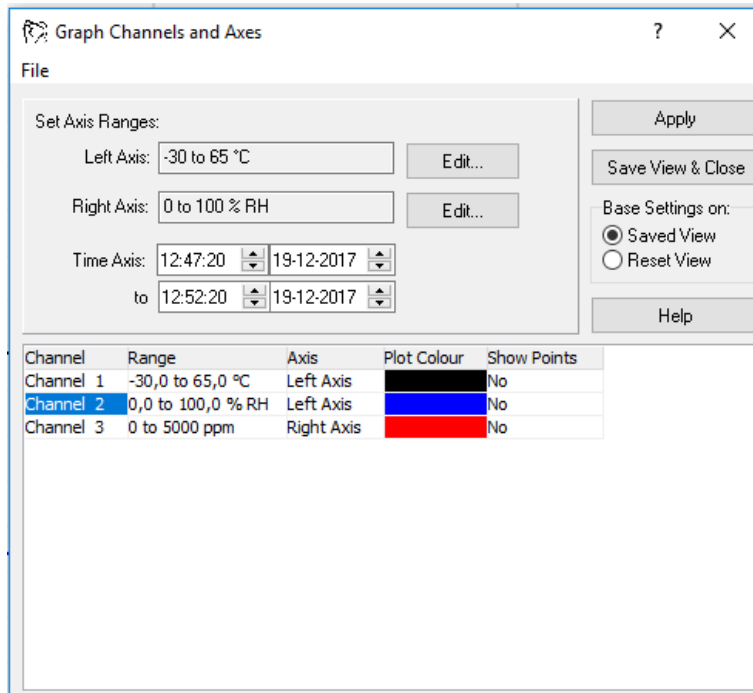 Graph Channels and Axes ? X
File
Set Axis Ranges:
Left Axis: -30 to 65 °C Edit...
Right Axis: 0 to 100 % RH Edit...
Time Axis: 12:47:20 19-12-2017
to 12:52:20 19-12-2017
Apply
Save View & Close
Base Settings on:
Saved View
Reset View
Help
Channel Range Axis Plot Colour Show Points
Channel 1 -30,0 to 65,0 ºC Left Axis No
Channel 2 0,0 to 100,0 % RH Left Axis No
Channel 3 0 to 5000 ppm Right Axis No